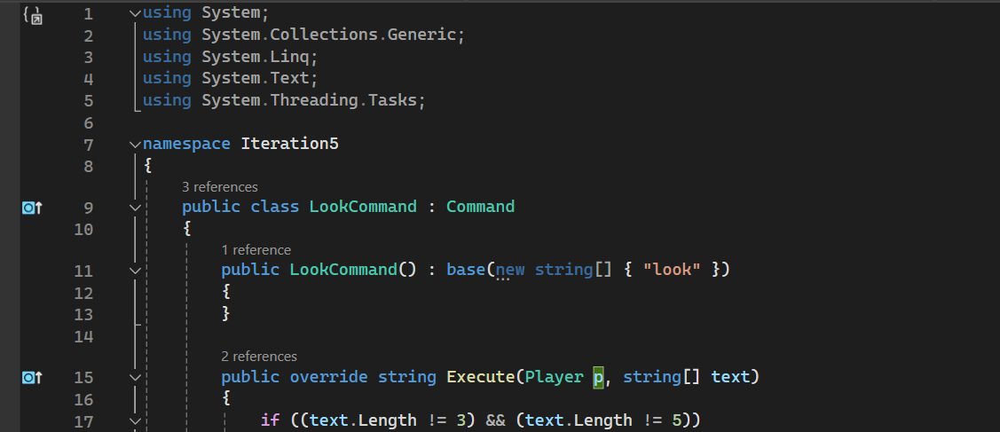 1 using System;
2 using System.Collections.Generic;
3 using System.Linq;
4 using System.Text;
5 using System.Threading.Tasks;
6
7 namespace Iteration5
8 {
3 references
9 public class LookCommand : Command
10 {
1 reference
11 public LookCommand() : base(new string[] { "look" })
12 {
13 }
14
2 references
15 public override string Execute(Player p, string[] text)
16 {
17 if ((text.Length != 3) && (text.Length != 5))